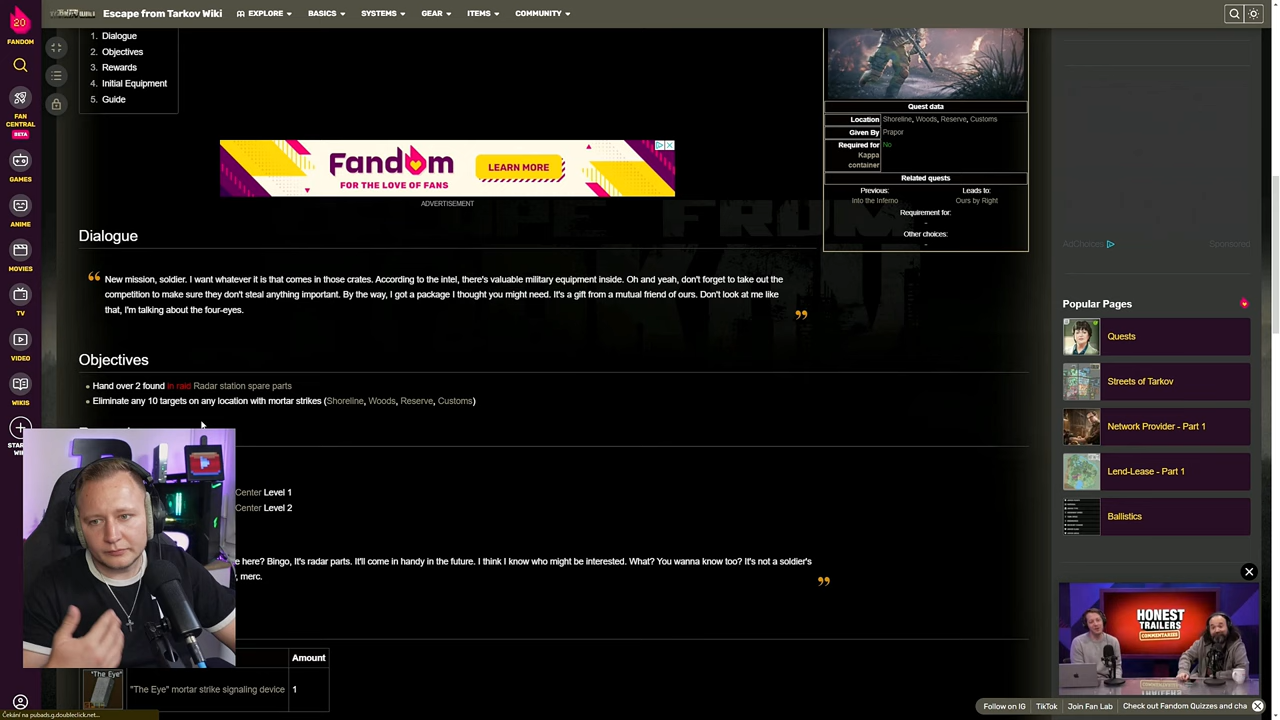 20
FANDOM
FAN
CENTRAL
BETA
GAMES
ANIME
MOVIES
TV
VIDEO
WIKIS
Escape from Tarkov Wiki
EXPLORE
BASICS
SYSTEMS
GEAR
ITEMS
COMMUNITY
1. Dialogue
2. Objectives
3. Rewards
4. Initial Equipment
5. Guide
Fandom
FOR THE LOVE OF FANS
LEARN MORE
ADVERTISEMENT
Quest data
Location Shoreline, Woods, Reserve, Customs
Given By Prapor
Required for No
Kappa
container
Related quests
Previous: Leads to:
Into the Inferno Ours by Right
Requirement for:
-
Other choices:
-
Dialogue
New mission, soldier. I want whatever it is that comes in those crates. According to the intel, there's valuable military equipment inside. Oh and yeah, don't forget to take out the
competition to make sure they don't steal anything important. By the way, I got a package I thought you might need. It's a gift from a mutual friend of ours. Don't look at me like
that, I'm talking about the four-eyes.
Objectives
Hand over 2 found in raid Radar station spare parts
Eliminate any 10 targets on any location with mortar strikes (Shoreline, Woods, Reserve, Customs)
Center Level 1
Center Level 2
here? Bingo, It's radar parts. It'll come in handy in the future. I think I know who might be interested. What? You wanna know too? It's not a soldier's
, merc.
Amount
"The Eye"
"The Eye" mortar strike signaling device 1
AdChoices
Sponsored
Popular Pages
Quests
Streets of Tarkov
Network Provider - Part 1
Lend-Lease - Part 1
Ballistics
HONEST
TRAILERS
COMMENTARIES
Follow on IG
TikTok
Join Fan Lab
Check out Fandom Quizzes and cha
Čekání na pubads.g.doubleclick.net...